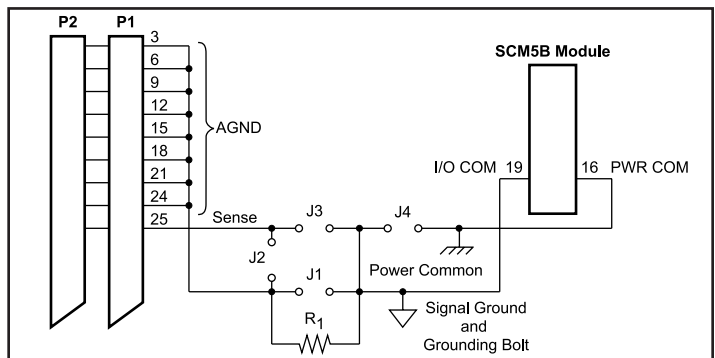 P2 P1
3
6
9
12
15
18
21
24
25
AGND
Sense
SCM5B Module
I/O COM 19 16 PWR COM
J3 J4
J2
J1
Power Common
R1
Signal Ground
and
Grounding Bolt